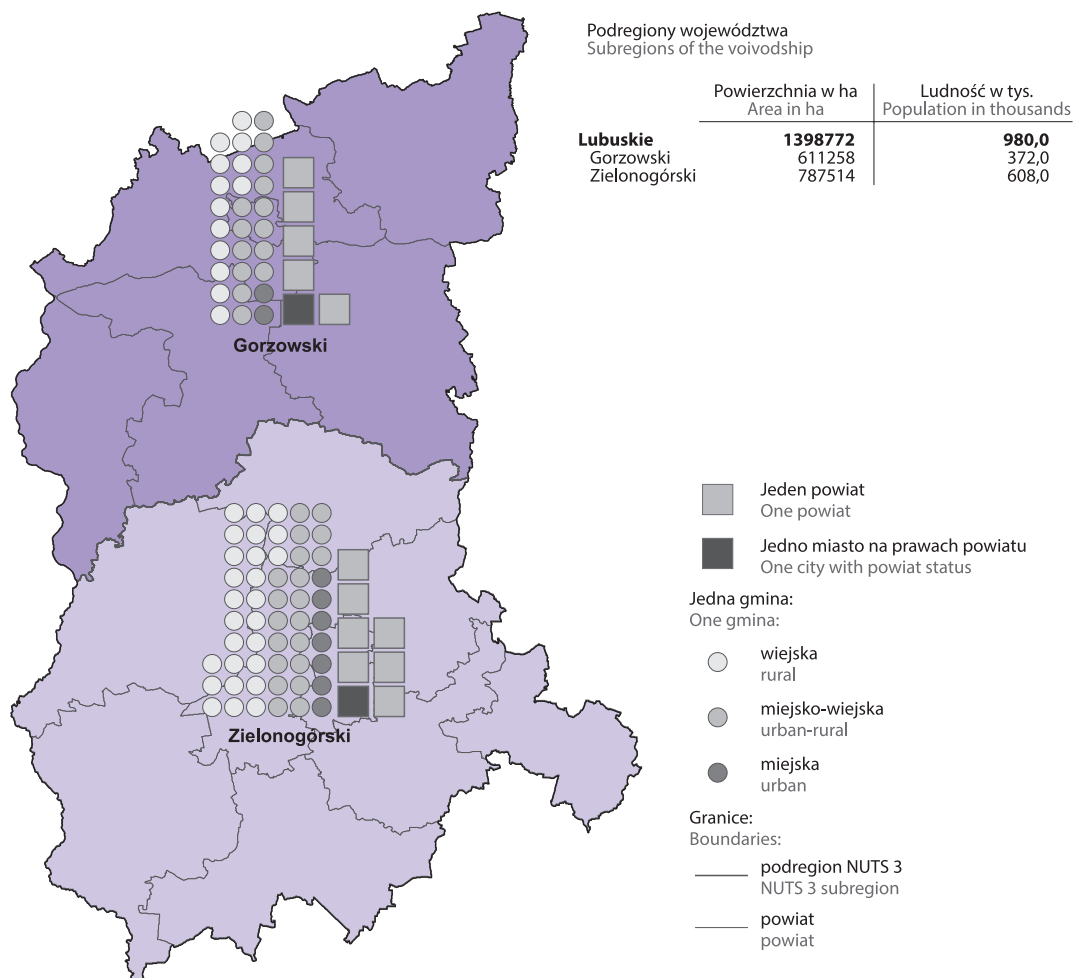 Podregiony województwa
Subregions of the voivodship
Powierzchnia w ha Ludność w tys.
Area in ha Population in thousands
Lubuskie 1398772 980,0
Gorzowski 611258 372,0
Zielonogórski 787514 608,0
Gorzowski
Zielonogórski
Jeden powiat
One powiat
Jedno miasto na prawach powiatu
One city with powiat status
Jedna gmina:
One gmina:
wiejska
rural
miejsko-wiejska
urban-rural
miejska
urban
Granice:
Boundaries:
podregion NUTS 3
NUTS 3 subregion
powiat
powiat